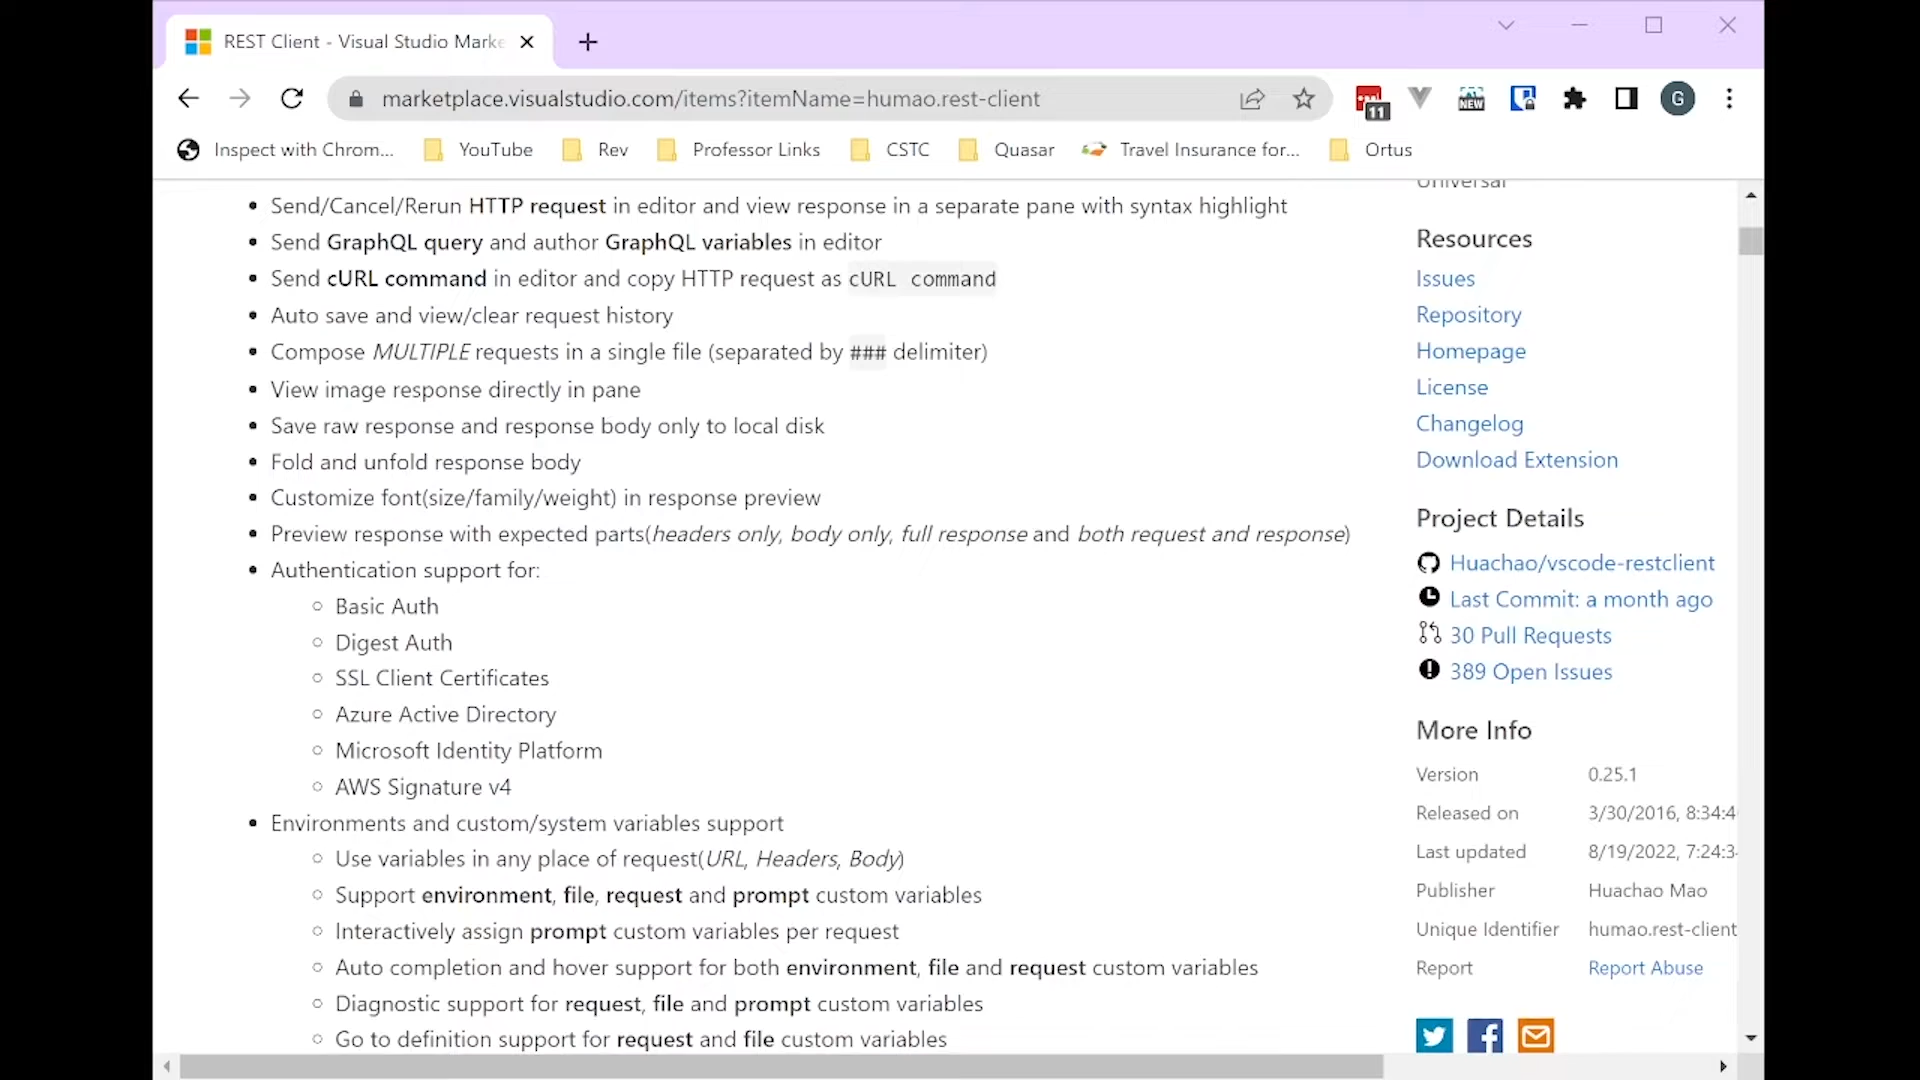 REST Client - Visual Studio Marke
marketplace.visualstudio.com/items?itemName=humao.rest-client
11
NEW
G
Inspect with Chrom...
YouTube
Rev
Professor Links
CSTC
Quasar
Travel Insurance for...
Ortus
Send/Cancel/Rerun HTTP request in editor and view response in a separate pane with syntax highlight
Send GraphQL query and author GraphQL variables in editor
Send cURL command in editor and copy HTTP request as cURL command
Auto save and view/clear request history
Compose MULTIPLE requests in a single file (separated by ### delimiter)
View image response directly in pane
Save raw response and response body only to local disk
Fold and unfold response body
Customize font(size/family/weight) in response preview
Preview response with expected parts(headers only, body only, full response and both request and response)
Authentication support for:
Basic Auth
Digest Auth
SSL Client Certificates
Azure Active Directory
Microsoft Identity Platform
AWS Signature v4
Environments and custom/system variables support
Use variables in any place of request(URL, Headers, Body)
Support environment, file, request and prompt custom variables
Interactively assign prompt custom variables per request
Auto completion and hover support for both environment, file and request custom variables
Diagnostic support for request, file and prompt custom variables
Go to definition support for request and file custom variables
Universal
Resources
Issues
Repository
Homepage
License
Changelog
Download Extension
Project Details
Huachao/vscode-restclient
Last Commit: a month ago
30 Pull Requests
389 Open Issues
More Info
Version 0.25.1
Released on 3/30/2016, 8:34:4
Last updated 8/19/2022, 7:24:3
Publisher Huachao Mao
Unique Identifier humao.rest-client
Report Report Abuse